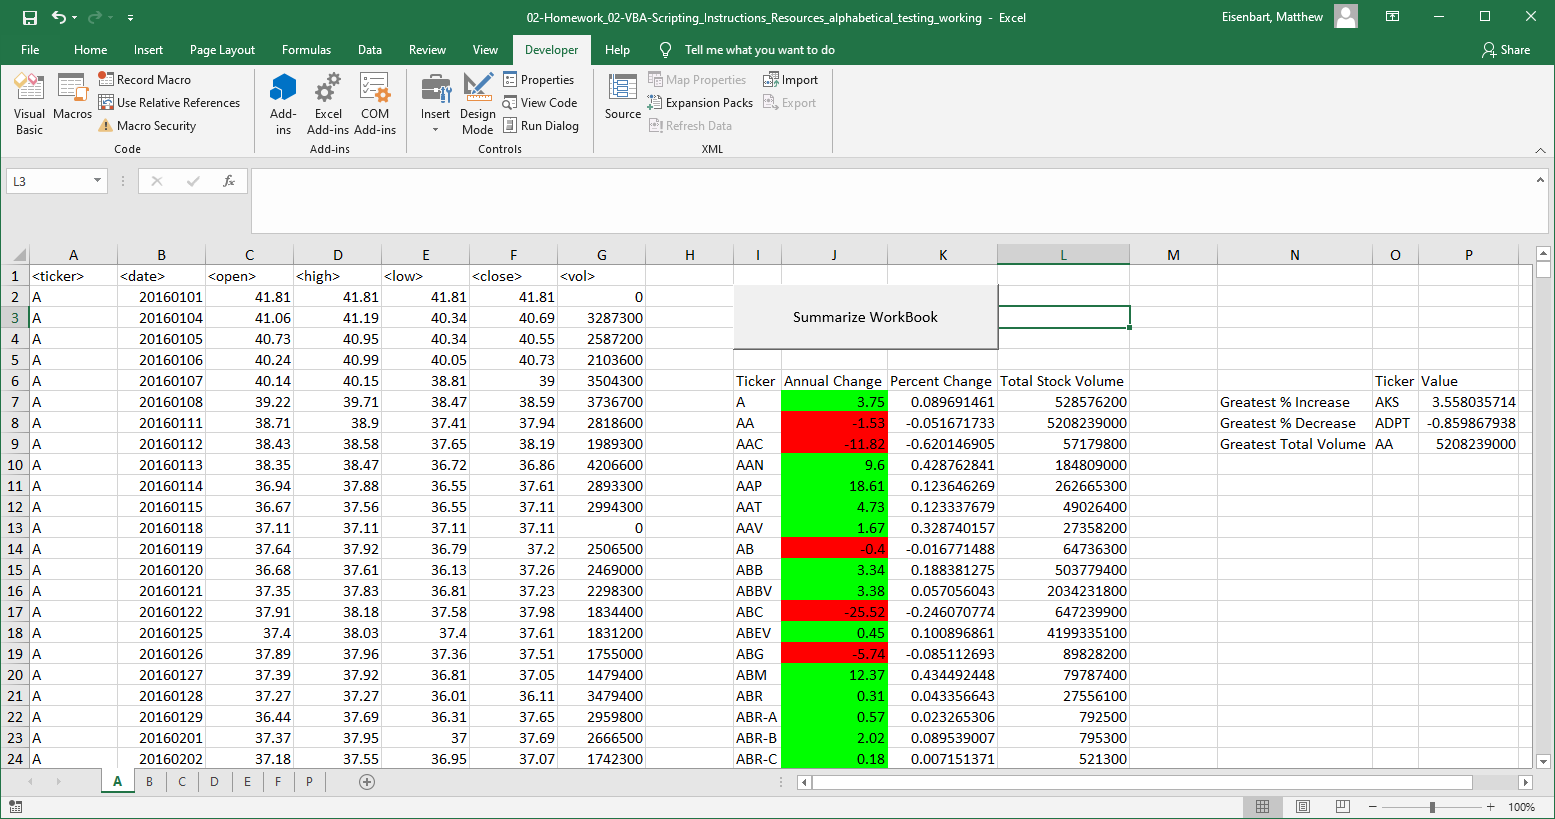 02-Homework_02-VBA-Scripting_Instructions_Resources_alphabetical_testing_working - Excel
Eisenbart, Matthew
File Home Insert Page Layout Formulas Data Review View Developer Help Tell me what you want to do Share
Visual Basic
Macros
Record Macro
Use Relative References
Macro Security
Code
Add-ins
Excel Add-ins
COM Add-ins
Add-ins
Insert
Design Mode
Properties
View Code
Run Dialog
Controls
Source
Map Properties
Expansion Packs
Refresh Data
Import
Export
XML
L3
fx
A B C D E F G H I J K L M N O P
1 <ticker> <date> <open> <high> <low> <close> <vol>
2 A 20160101 41.81 41.81 41.81 41.81 0
Summarize WorkBook
3 A 20160104 41.06 41.19 40.34 40.69 3287300
4 A 20160105 40.73 40.95 40.34 40.55 2587200
5 A 20160106 40.24 40.99 40.05 40.73 2103600
6 A 20160107 40.14 40.15 38.81 39 3504300 Ticker Annual Change Percent Change Total Stock Volume Ticker Value
7 A 20160108 39.22 39.71 38.47 38.59 3736700 A 3.75 0.089691461 528576200 Greatest % Increase AKS 3.558035714
8 A 20160111 38.71 38.9 37.41 37.94 2818600 AA -1.53 -0.051671733 5208239000 Greatest % Decrease ADPT -0.859867938
9 A 20160112 38.43 38.58 37.65 38.19 1989300 AAC -11.82 -0.620146905 57179800 Greatest Total Volume AA 5208239000
10 A 20160113 38.35 38.47 36.72 36.86 4206600 AAN 9.6 0.428762841 184809000
11 A 20160114 36.94 37.88 36.55 37.61 2893300 AAP 18.61 0.123646269 262665300
12 A 20160115 36.67 37.56 36.55 37.11 2994300 AAT 4.73 0.123337679 49026400
13 A 20160118 37.11 37.11 37.11 37.11 0 AAV 1.67 0.328740157 27358200
14 A 20160119 37.64 37.92 36.79 37.2 2506500 AB -0.4 -0.016771488 64736300
15 A 20160120 36.68 37.61 36.13 37.26 2469000 ABB 3.34 0.188381275 503779400
16 A 20160121 37.35 37.83 36.81 37.23 2298300 ABBV 3.38 0.057056043 2034231800
17 A 20160122 37.91 38.18 37.58 37.98 1834400 ABC -25.52 -0.246070774 647239900
18 A 20160125 37.4 38.03 37.4 37.61 1831200 ABEV 0.45 0.100896861 4199335100
19 A 20160126 37.89 37.96 37.36 37.51 1755000 ABG -5.74 -0.085112693 89828200
20 A 20160127 37.39 37.92 36.81 37.05 1479400 ABM 12.37 0.434492448 79787400
21 A 20160128 37.27 37.27 36.01 36.11 3479400 ABR 0.31 0.043356643 27556100
22 A 20160129 36.44 37.69 36.31 37.65 2959800 ABR-A 0.57 0.023265306 792500
23 A 20160201 37.37 37.95 37 37.69 2666500 ABR-B 2.02 0.089539007 795300
24 A 20160202 37.18 37.55 36.95 37.07 1742300 ABR-C 0.18 0.007151371 521300
A B C D E F P
100%